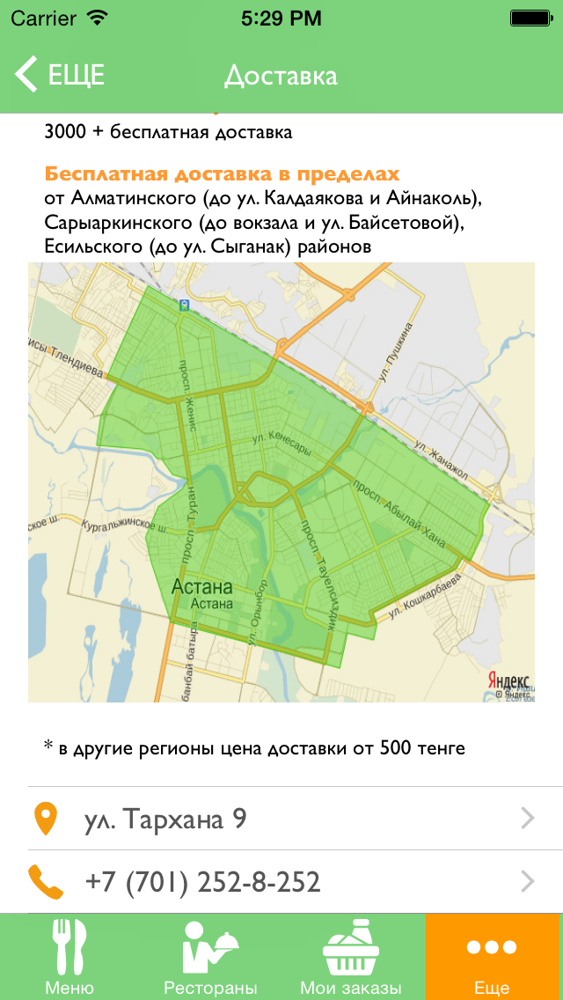 Carrier 5:29 PM
ЕЩЕ Доставка
3000 + бесплатная доставка
Бесплатная доставка в пределах
от Алматинского (до ул. Калдаякова и Айнаколь),
Сарыаркинского (до вокзала и ул. Байсетовой),
Есильского (до ул. Сыганак) районов
исы Тлендиева
ул. Пушкина
просп. Женис
ул. Кенесары
ул. Жанажол
просп. Абылай Хана
просп. Туран
ское ш.
Кургальжинское ш.
просп. Тауелсиздик
Астана
Астана
ул. Орынбор
ул. Кошкарбаева
банбай батыра
Яндекс
© Яндекс
* в другие регионы цена доставки от 500 тенге
ул. Тархана 9
+7 (701) 252-8-252
Меню Рестораны Мои заказы Еще